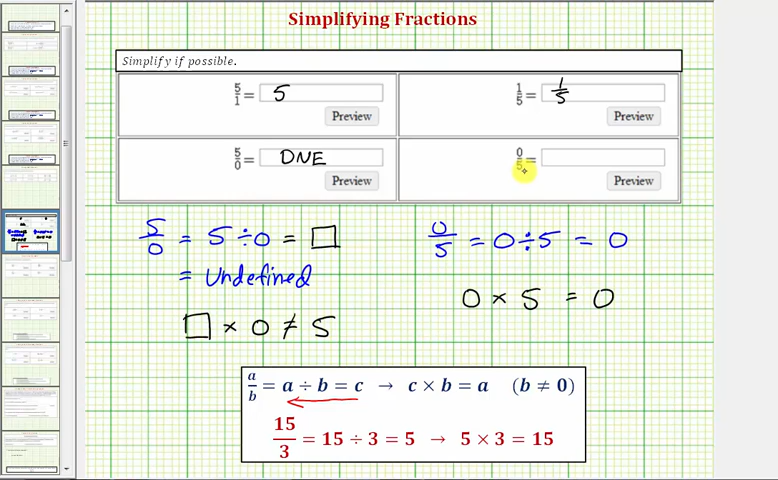 Simplifying Fractions
Simplify if possible.
5/1 = 5
Preview
1/5 = 1/5
Preview
5/0 = DNE
Preview
0/5 =
Preview
5/0 = 5 ÷ 0 = □
= Undefined
□ × 0 ≠ 5
0/5 = 0 ÷ 5 = 0
0 × 5 = 0
a/b = a ÷ b = c → c × b = a (b ≠ 0)
15/3 = 15 ÷ 3 = 5 → 5 × 3 = 15